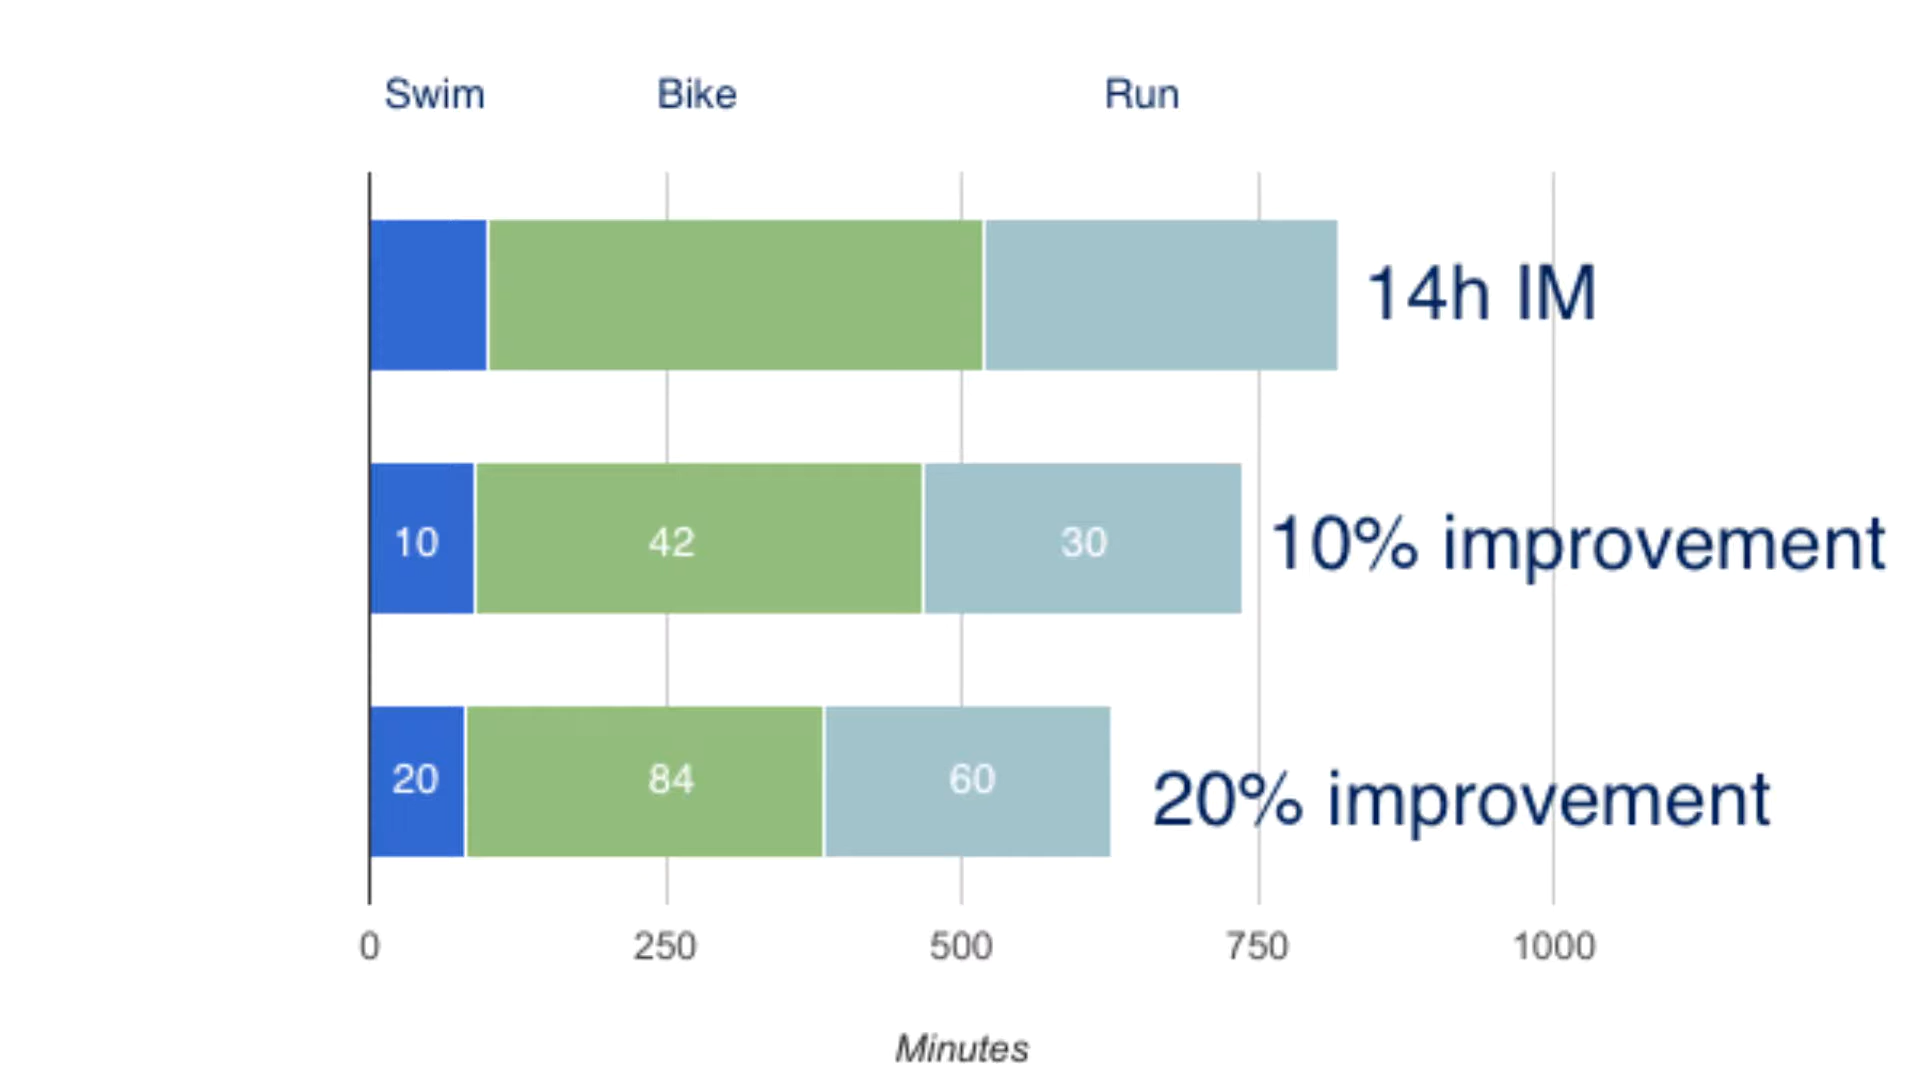 Swim Bike Run
14h IM
10 42 30 10% improvement
20 84 60 20% improvement
0 250 500 750 1000
Minutes